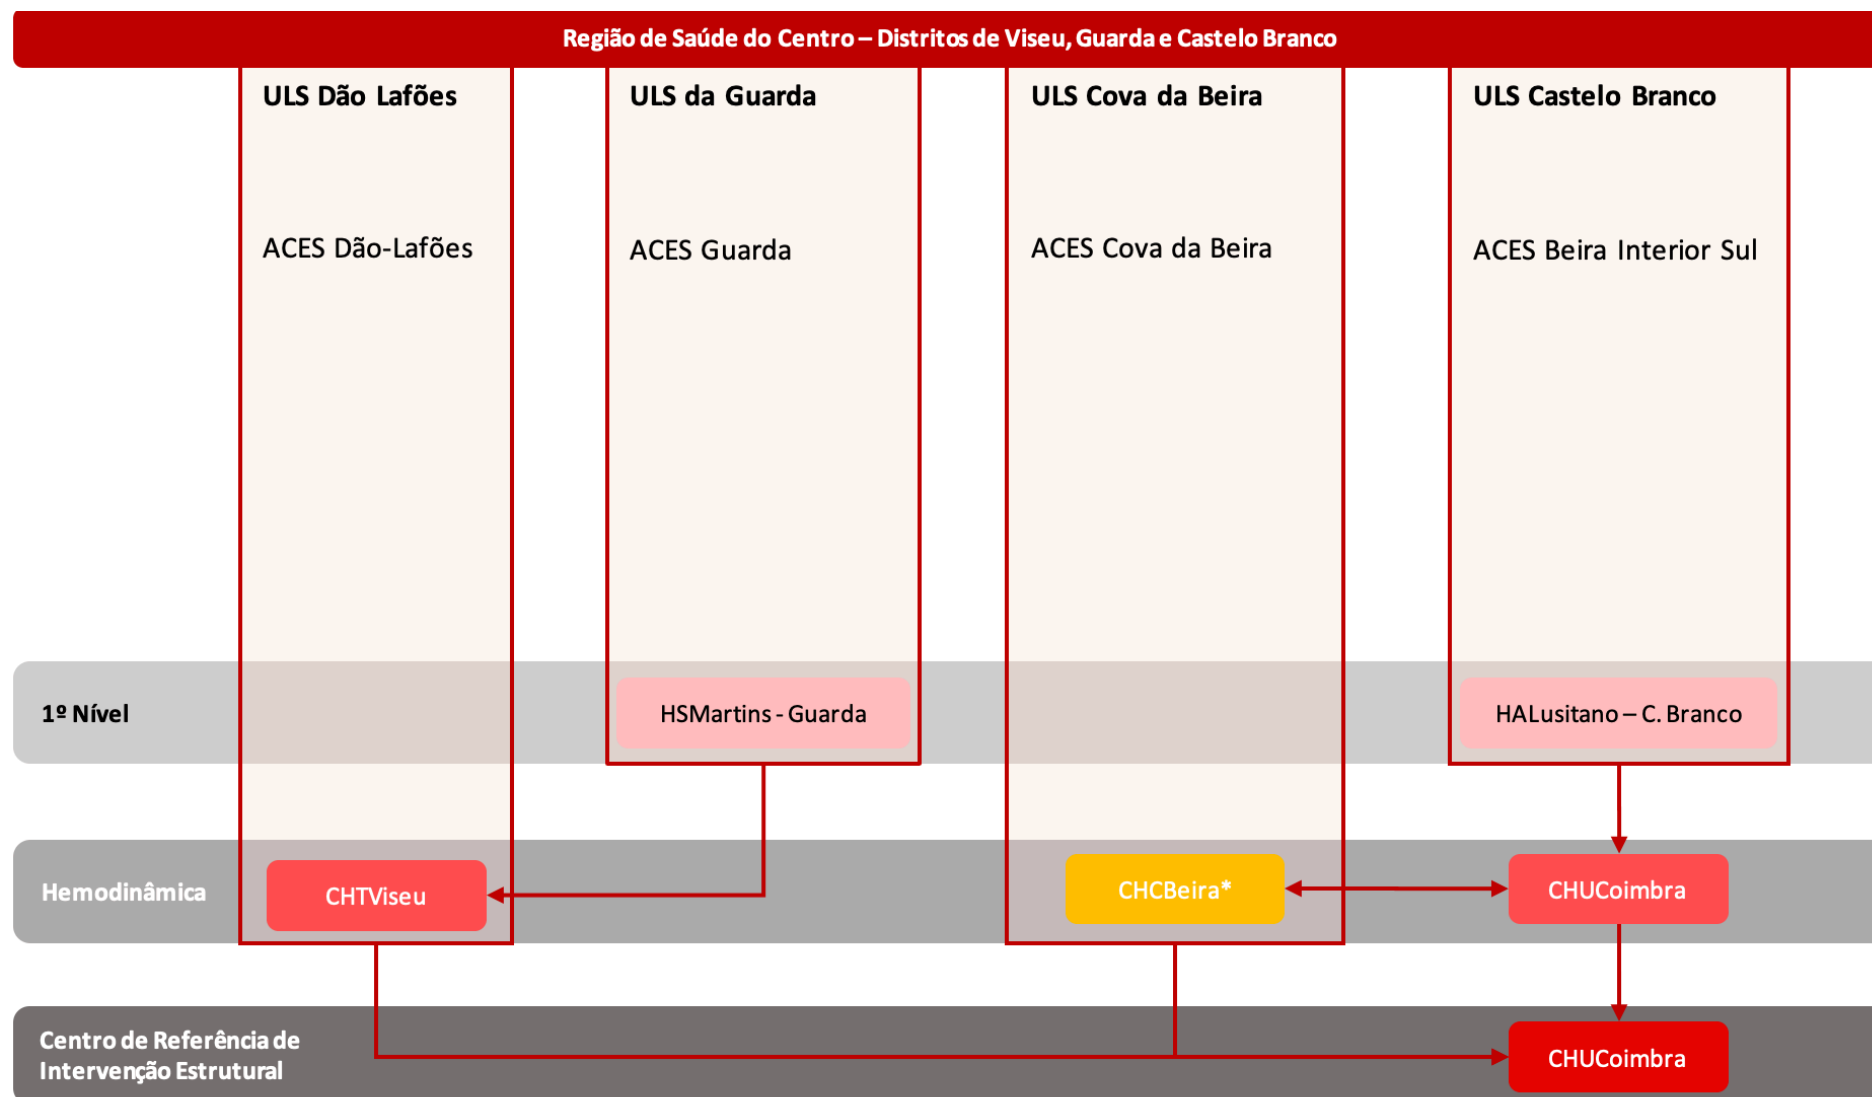 Região de Saúde do Centro – Distritos de Viseu, Guarda e Castelo Branco
ULS Dão Lafões
ULS da Guarda
ULS Cova da Beira
ULS Castelo Branco
ACES Dão-Lafões
ACES Guarda
ACES Cova da Beira
ACES Beira Interior Sul
1º Nível
HSMartins - Guarda
HALusitano – C. Branco
Hemodinâmica
CHTViseu
CHCBeira*
CHUCoimbra
Centro de Referência de
Intervenção Estrutural
CHUCoimbra